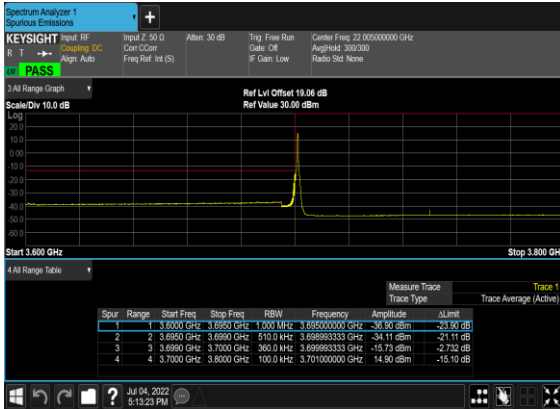 Spectrum Analyzer 1
Spurious Emissions
+
KEYSIGHT Input: RF Input Z: 50 Ω Atten: 30 dB Trig: Free Run Center Freq: 22.005000000 GHz
R T Coupling: DC Corr CCorr Gate: Off Avg|Hold: 300/300
Align: Auto Freq Ref: Int (S) IF Gain: Low Radio Std: None
PASS
3 All Range Graph
Ref Lvl Offset 19.06 dB
Scale/Div 10.0 dB Ref Value 30.00 dBm
Log
20.0
10.0
0.00
-10.0
-20.0
-30.0
-40.0
-50.0
-60.0
Start 3.600 GHz Stop 3.800 GH
4 All Range Table
Measure Trace Trace 1
Trace Type Trace Average (Active)
Spur Range Start Freq Stop Freq RBW Frequency Amplitude ΔLimit
1 1 3.6000 GHz 3.6950 GHz 1.000 MHz 3.695000000 GHz -36.90 dBm -23.90 dB
2 2 3.6950 GHz 3.6990 GHz 510.0 kHz 3.698993333 GHz -34.11 dBm -21.11 dB
3 3 3.6990 GHz 3.7000 GHz 360.0 kHz 3.699993333 GHz -15.73 dBm -2.732 dB
4 4 3.7000 GHz 3.8000 GHz 100.0 kHz 3.701000000 GHz 14.90 dBm -15.10 dB
?
Jul 04, 2022
5:13:23 PM